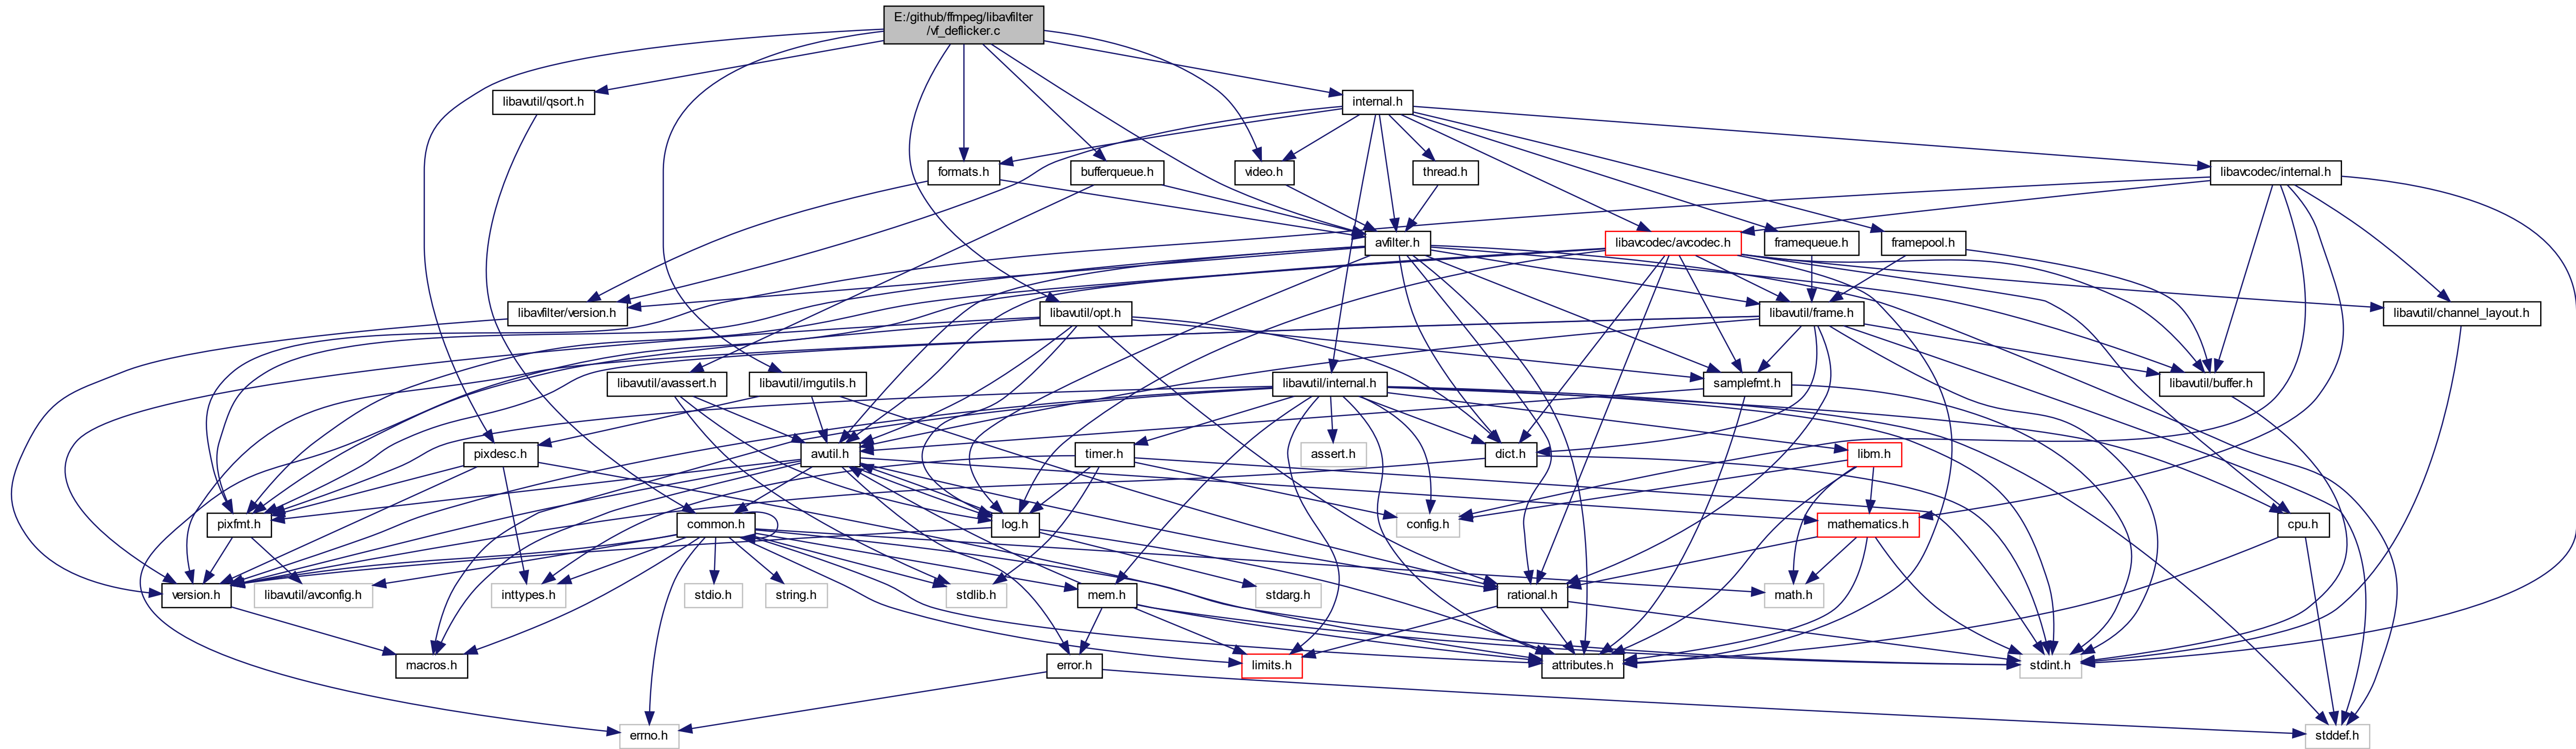 E:/github/ffmpeg/libavfilter
/vf_deflicker.c
libavutil/qsort.h
internal.h
formats.h
bufferqueue.h
video.h
thread.h
libavcodec/internal.h
avfilter.h
libavcodec/avcodec.h
framequeue.h
framepool.h
libavfilter/version.h
libavutil/opt.h
libavutil/frame.h
libavutil/channel_layout.h
libavutil/avassert.h
libavutil/imgutils.h
libavutil/internal.h
samplefmt.h
libavutil/buffer.h
pixdesc.h
avutil.h
timer.h
assert.h
dict.h
libm.h
pixfmt.h
common.h
log.h
config.h
mathematics.h
cpu.h
version.h
libavutil/avconfig.h
inttypes.h
stdio.h
string.h
stdlib.h
mem.h
stdarg.h
rational.h
math.h
macros.h
error.h
limits.h
attributes.h
stdint.h
errno.h
stddef.h